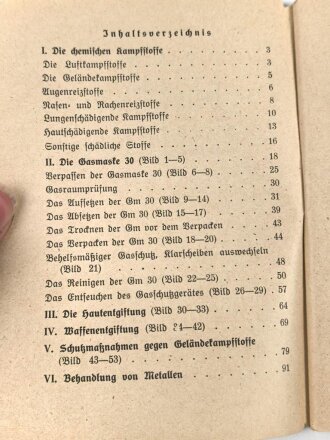 Inhaltsverzeichnis
I. Die chemischen Kampfstoffe . . . . . . . . 3
Die Luftkampfstoffe . . . . . . . . . . 3
Die Geländekampfstoffe . . . . . . . . . 5
Augenreizstoffe . . . . . . . . . . . 6
Nasen- und Rachenreizstoffe . . . . . . . 8
Lungenschädigende Kampfstoffe . . . . . . 10
Hautschädigende Kampfstoffe . . . . . . . 13
Sonstige schädliche Stoffe . . . . . . . . 16
II. Die Gasmaske 30 (Bild 1—5) . . . . . . . 18
Verpassen der Gasmaske 30 (Bild 6—8) . . . . 25
Gasraumprüfung . . . . . . . . . . . 30
Das Aufsetzen der Gm 30 (Bild 9—14) . . . . 31
Das Absetzen der Gm 30 (Bild 15—17) . . . . 39
Das Trocknen der Gm vor dem Verpacken . . . 43
Das Verpacken der Gm 30 (Bild 18—20) . . . . 44
Behelfsmäßiger Gasschutz, Klarscheiben auswechseln
(Bild 21) . . . . . . . . . . . . . 48
Das Reinigen der Gm 30 (Bild 22—25) . . . . 50
Das Entseuchen des Gasschutzgerätes (Bild 26—29) . 57
III. Die Hautentgiftung (Bild 30—33) . . . . . . 64
IV. Waffenentgiftung (Bild 34—42) . . . . . . . 69
V. Schutzmaßnahmen gegen Geländekampfstoffe
(Bild 43—53) . . . . . . . . . . . . 79
VI. Behandlung von Metallen . . . . . . . . . 91